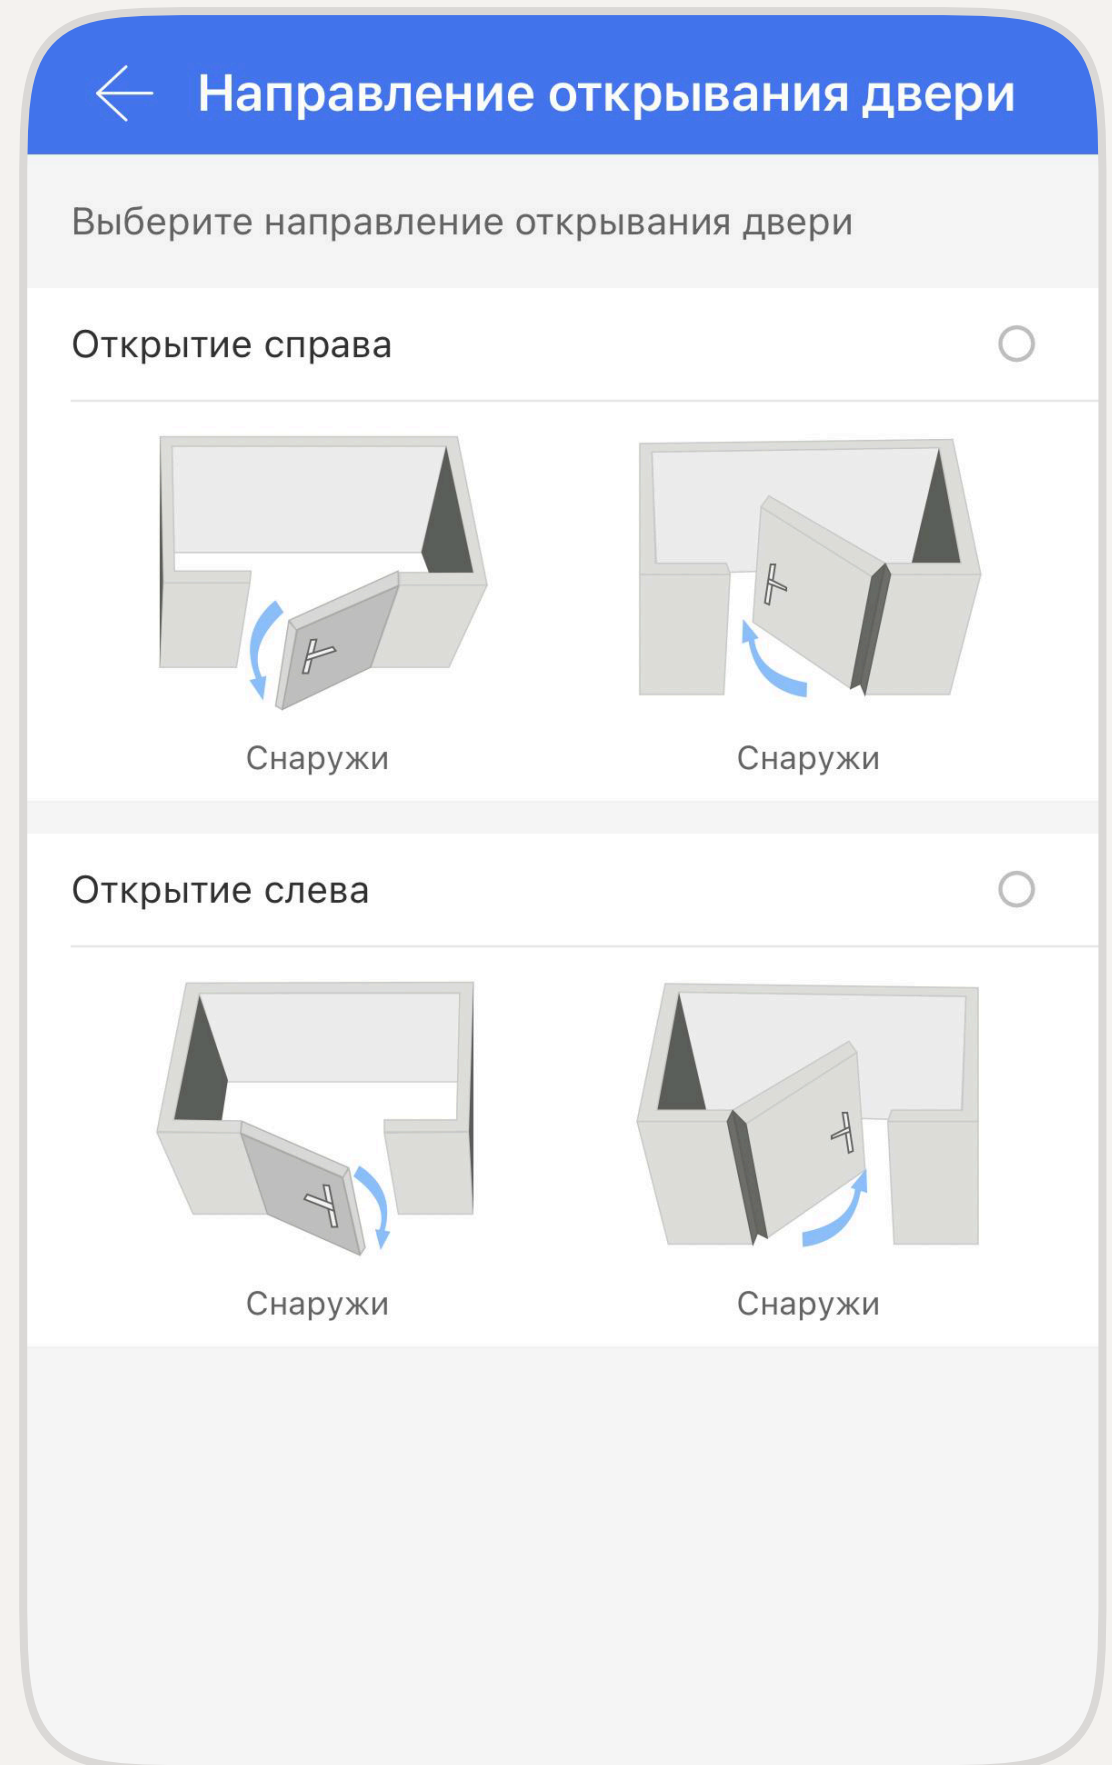 Направление открывания двери
Выберите направление открывания двери
Открытие справа
Снаружи Снаружи
Открытие слева
Снаружи Снаружи